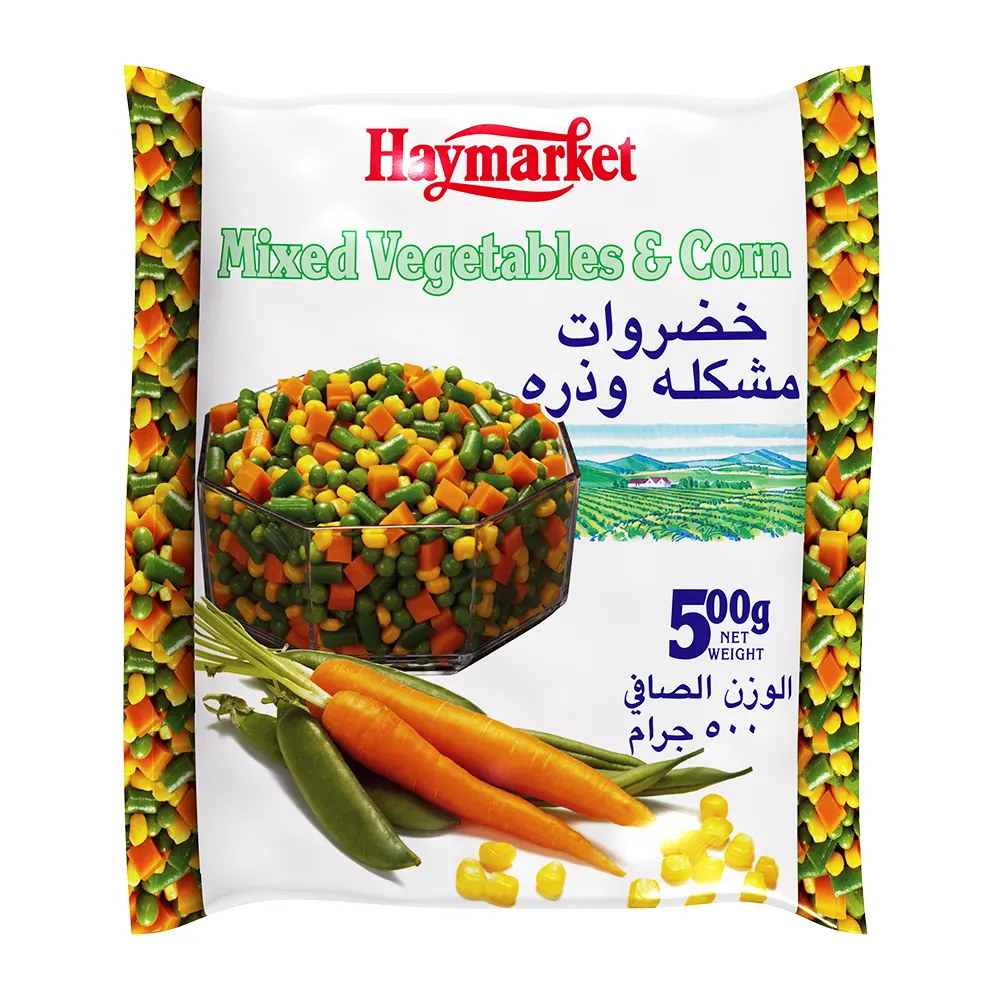 Haymarket
Mixed Vegetables & Corn
خضروات
مشكله وذره
500g
NET
WEIGHT
الوزن الصافي
٥٠٠ جرام